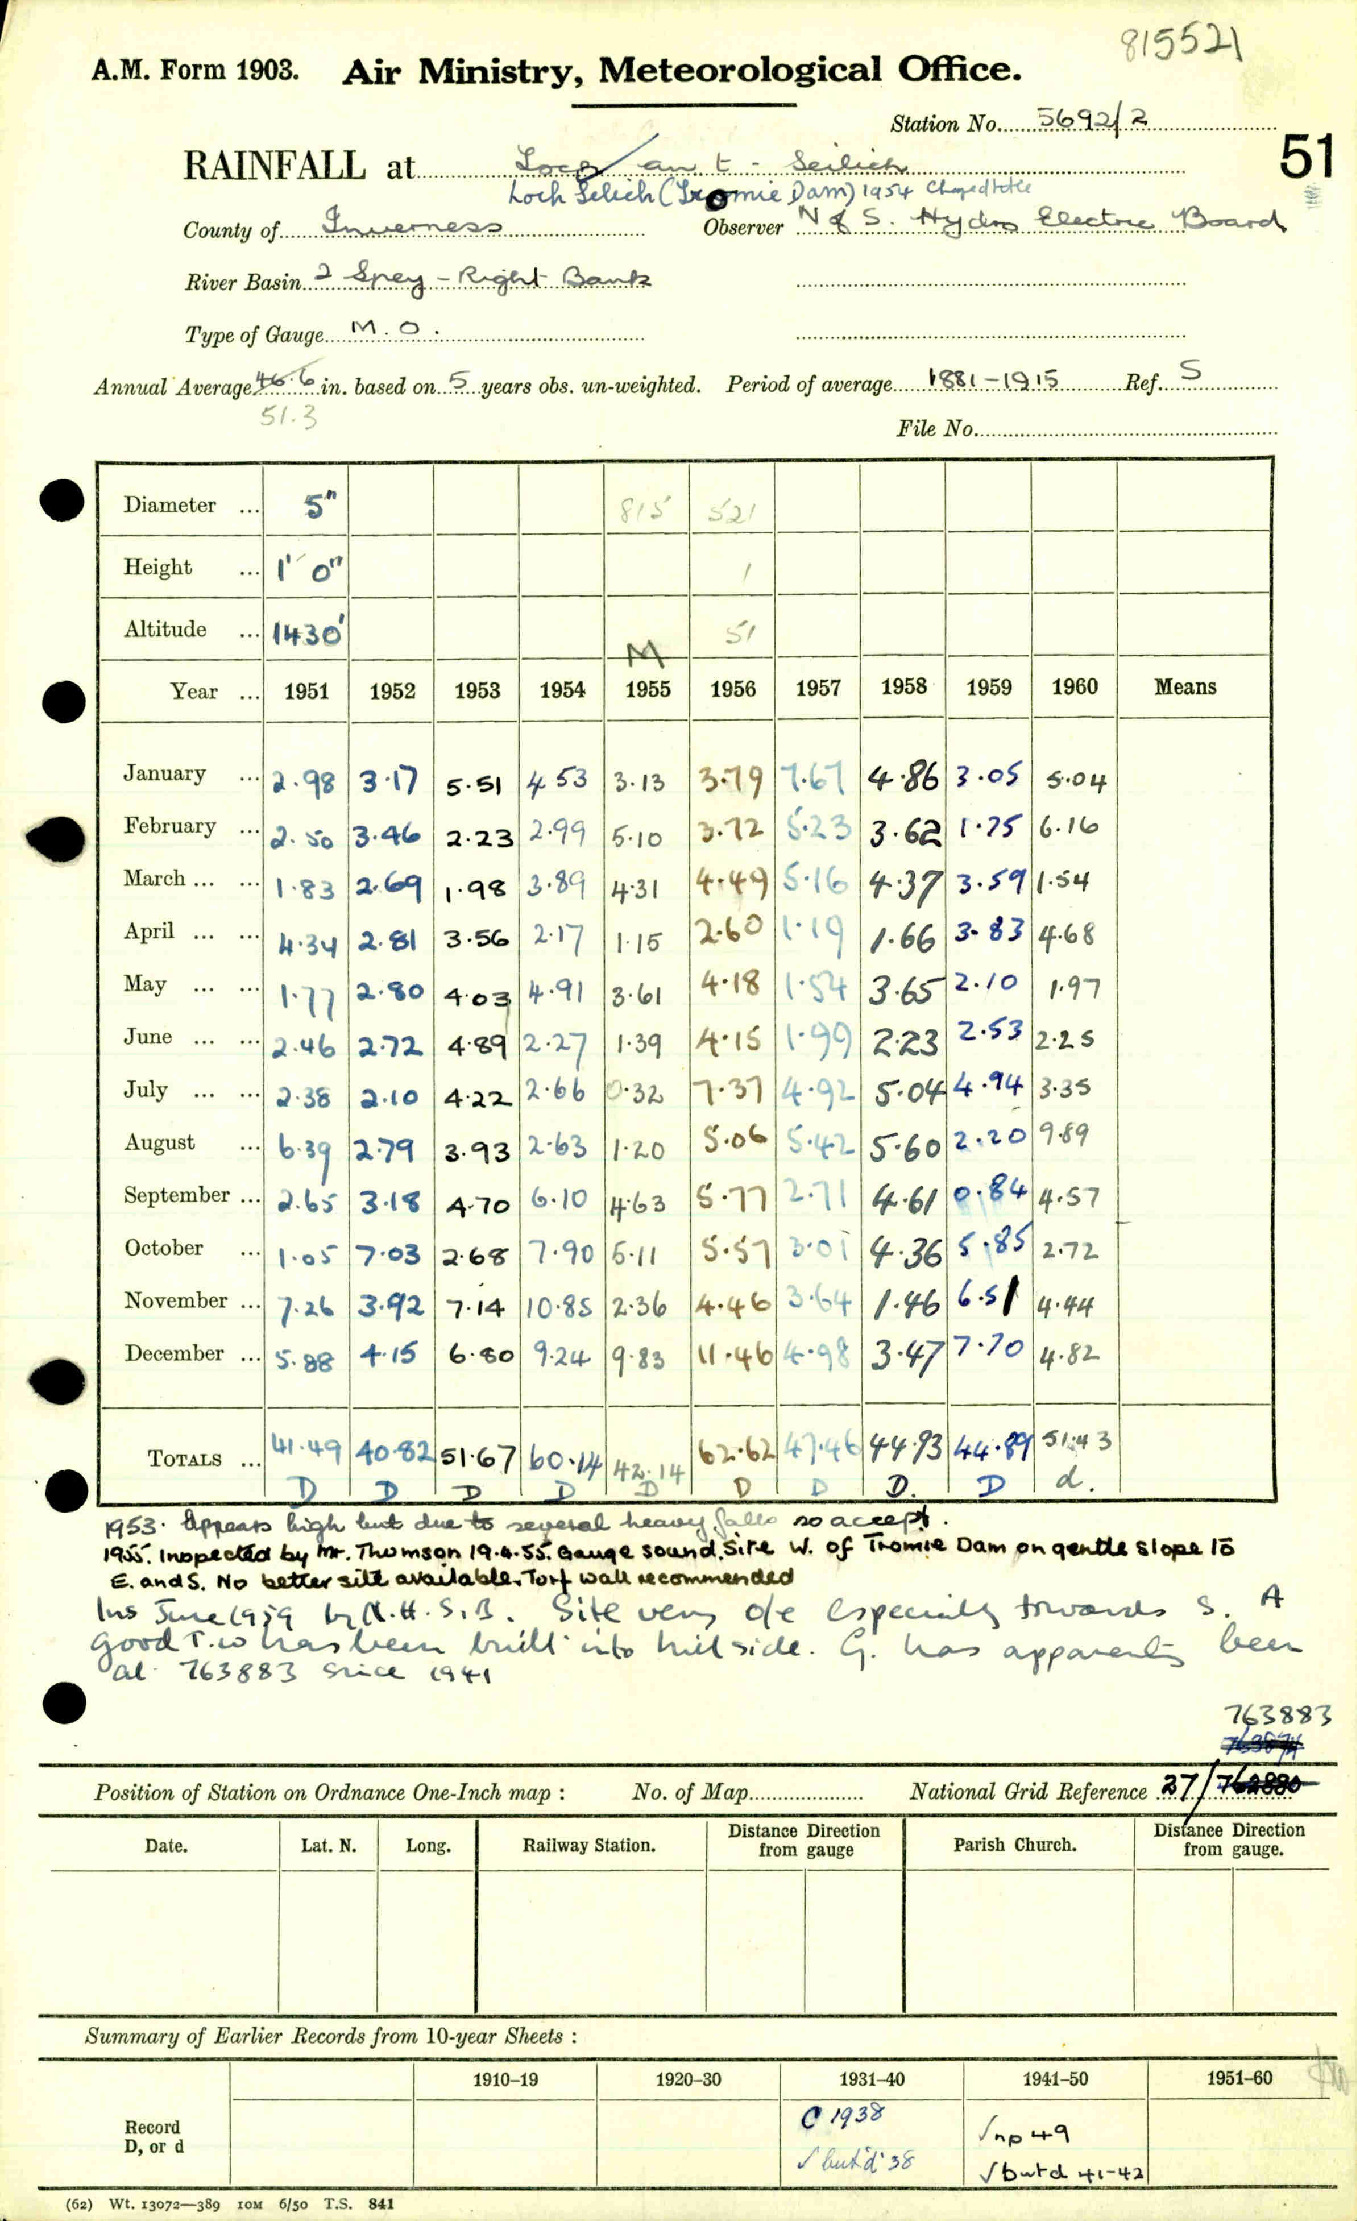 815521
A.M. Form 1903. Air Ministry, Meteorological Office.
Station No. 5692/2
51
RAINFALL at Loch an t - Seilich
Loch Seilich (Tromie Dam) 1954 Changed title
County of Inverness Observer N of S. Hydro Electric Board
River Basin 2 Spey - Right Bank
Type of Gauge M.O.
Annual Average 46.6 in. based on 5 years obs. un-weighted. Period of average 1881-1915 Ref. S
51.3
File No.
Diameter ... 5" 815 521
Height ... 1' 0" 1
Altitude ... 1430' 51
M
Year ... 1951 1952 1953 1954 1955 1956 1957 1958 1959 1960 Means
January ... 2.98 3.17 5.51 4.53 3.13 3.79 7.67 4.86 3.05 5.04
February ... 2.50 3.46 2.23 2.99 5.10 3.72 5.23 3.62 1.75 6.16
March ... ... 1.83 2.69 1.98 3.89 4.31 4.49 5.16 4.37 3.59 1.54
April ... ... 4.34 2.81 3.56 2.17 1.15 2.60 1.19 1.66 3.83 4.68
May ... ... 1.77 2.80 4.03 4.91 3.61 4.18 1.54 3.65 2.10 1.97
June ... ... 2.46 2.72 4.89 2.27 1.39 4.15 1.99 2.23 2.53 2.25
July ... ... 2.38 2.10 4.22 2.66 0.32 7.37 4.92 5.04 4.94 3.35
August ... 6.39 2.79 3.93 2.63 1.20 5.06 5.42 5.60 2.20 9.89
September ... 2.65 3.18 4.70 6.10 4.63 5.77 2.71 4.61 0.84 4.57
October ... 1.05 7.03 2.68 7.90 5.11 5.57 3.01 4.36 5.85 2.72
November ... 7.26 3.92 7.14 10.85 2.36 4.46 3.64 1.46 6.51 4.44
December ... 5.88 4.15 6.80 9.24 9.83 11.46 4.98 3.47 7.70 4.82
TOTALS ... 41.49 40.82 51.67 60.14 42.14 62.62 47.46 44.93 44.89 51.43
D D D D D D D D. D d.
1953. Appears high but due to several heavy falls so accept.
1955. Inspected by Mr. Thomson 19.4.55. Gauge sound. Site W. of Tromie Dam on gentle slope to
E. and S. No better site available. Turf wall recommended
Ins June 1959 by N.H.S.B. Site very o/e especially towards S. A
good T.W has been built into hillside. G. has apparently been
at 763883 since 1941
763883
Position of Station on Ordnance One-Inch map : No. of Map National Grid Reference 27/762880
Date. Lat. N. Long. Railway Station. Distance Direction from gauge Parish Church. Distance Direction from gauge.
Summary of Earlier Records from 10-year Sheets :
1910-19 1920-30 1931-40 1941-50 1951-60
Record
D, or d
C 1938
√ but 'd' 38
√ np 49
√ but d 41-42
(62) Wt. 13072—389 10M 6/50 T.S. 841